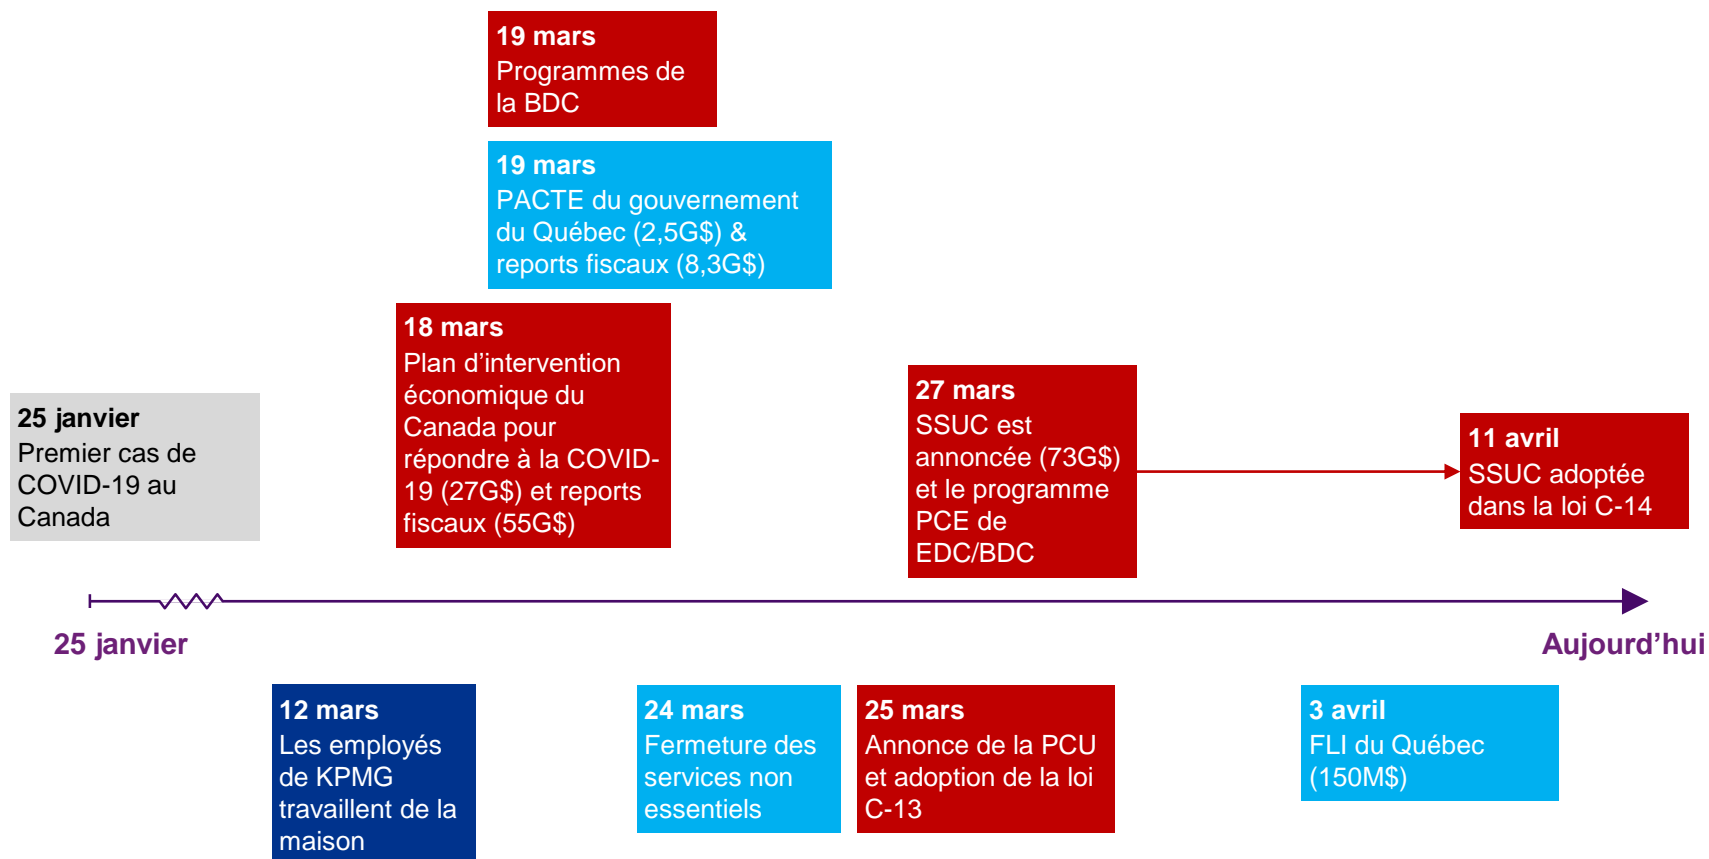 19 mars
Programmes de
la BDC
19 mars
PACTE du gouvernement
du Québec (2,5G$) &
reports fiscaux (8,3G$)
18 mars
Plan d’intervention
économique du
Canada pour
répondre à la COVID-
19 (27G$) et reports
fiscaux (55G$)
27 mars
SSUC est
annoncée (73G$)
et le programme
PCE de
EDC/BDC
25 janvier
Premier cas de
COVID-19 au
Canada
11 avril
SSUC adoptée
dans la loi C-14
25 janvier
Aujourd’hui
12 mars
Les employés
de KPMG
travaillent de la
maison
24 mars
Fermeture des
services non
essentiels
25 mars
Annonce de la PCU
et adoption de la loi
C-13
3 avril
FLI du Québec
(150M$)